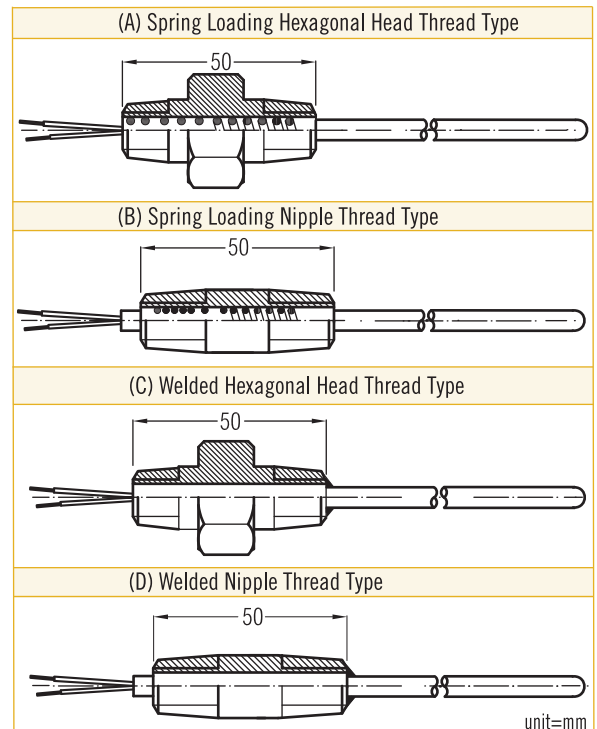 (A) Spring Loading Hexagonal Head Thread Type
50
(B) Spring Loading Nipple Thread Type
50
(C) Welded Hexagonal Head Thread Type
50
(D) Welded Nipple Thread Type
50
unit=mm